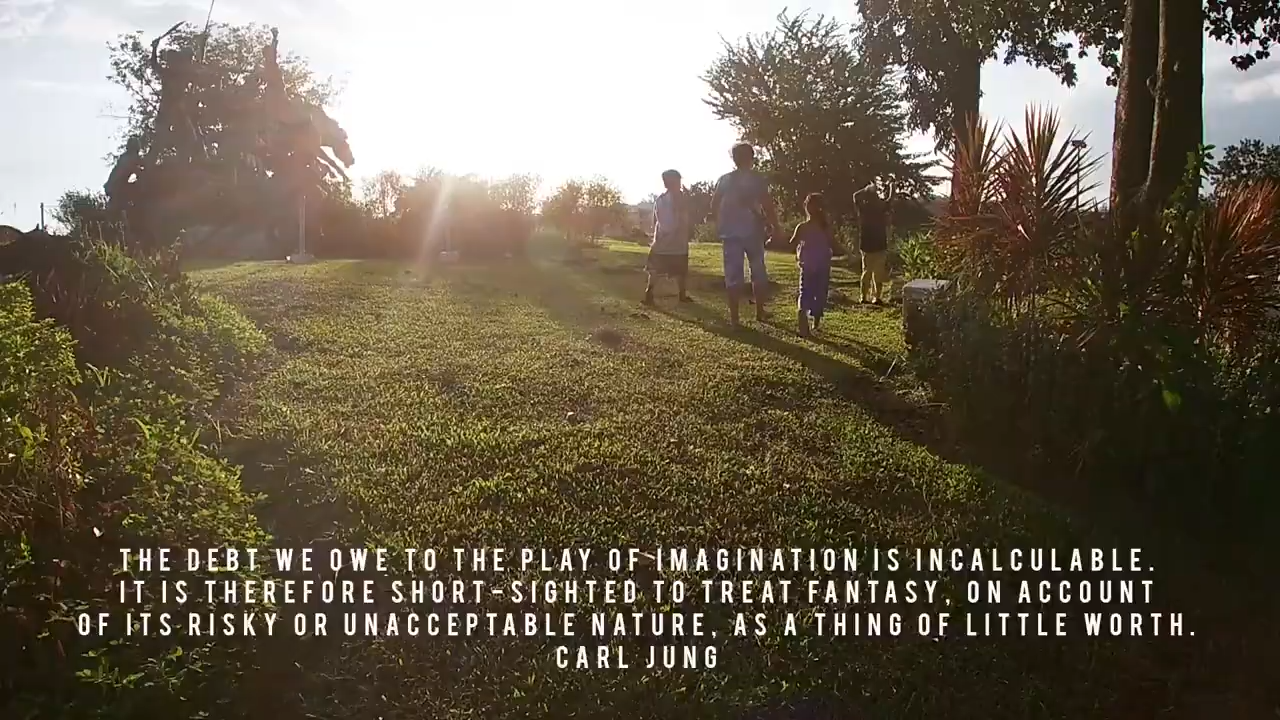 THE DEBT WE OWE TO THE PLAY OF IMAGINATION IS INCALCULABLE.
IT IS THEREFORE SHORT-SIGHTED TO TREAT FANTASY, ON ACCOUNT
OF ITS RISKY OR UNACCEPTABLE NATURE, AS A THING OF LITTLE WORTH.
CARL JUNG